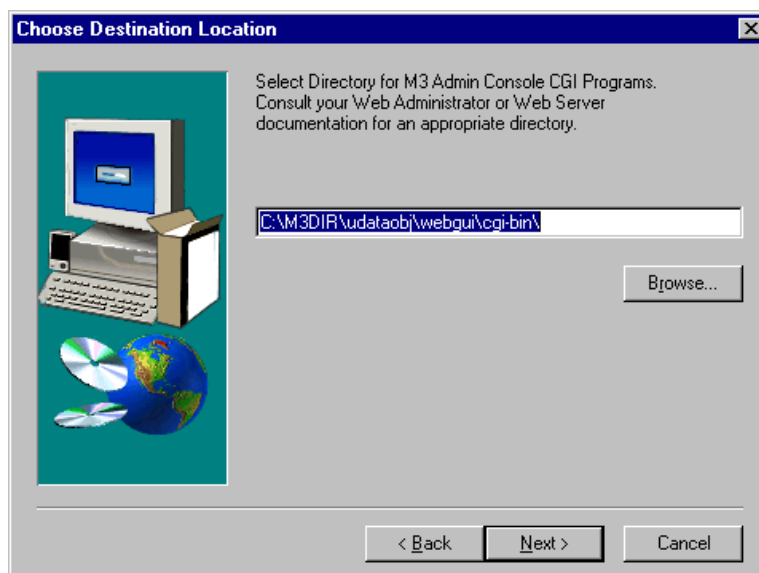 Choose Destination Location
Select Directory for M3 Admin Console CGI Programs.
Consult your Web Administrator or Web Server
documentation for an appropriate directory.
C:\M3DIR\udataobj\webgui\cgi-bin\
Browse...
< Back
Next >
Cancel